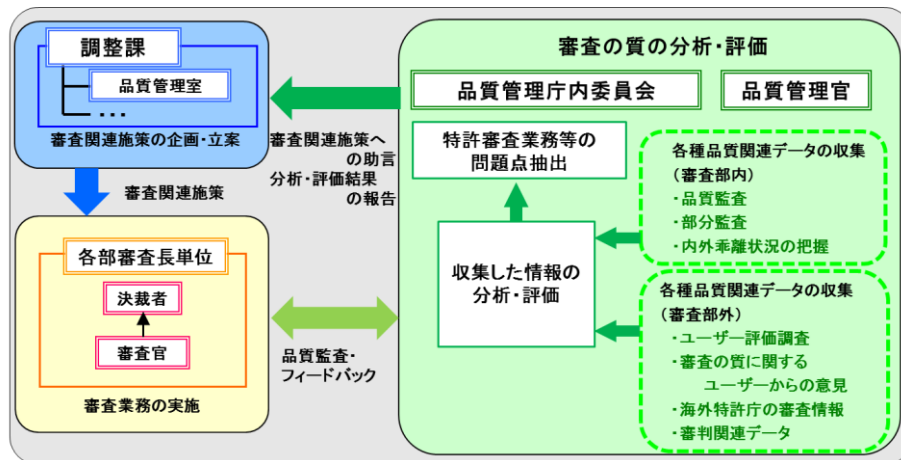 調整課
品質管理室
・・・
審査関連施策の企画・立案
審査関連施策
各部審査長単位
決裁者
審査官
審査業務の実施
審査関連施策へ
の助言
分析・評価結果
の報告
品質監査・
フィードバック
審査の質の分析・評価
品質管理庁内委員会
品質管理官
特許審査業務等の
問題点抽出
収集した情報の
分析・評価
各種品質関連データの収集
（審査部内）
・品質監査
・部分監査
・内外乖離状況の把握
各種品質関連データの収集
（審査部外）
・ユーザー評価調査
・審査の質に関する
ユーザーからの意見
・海外特許庁の審査情報
・審判関連データ